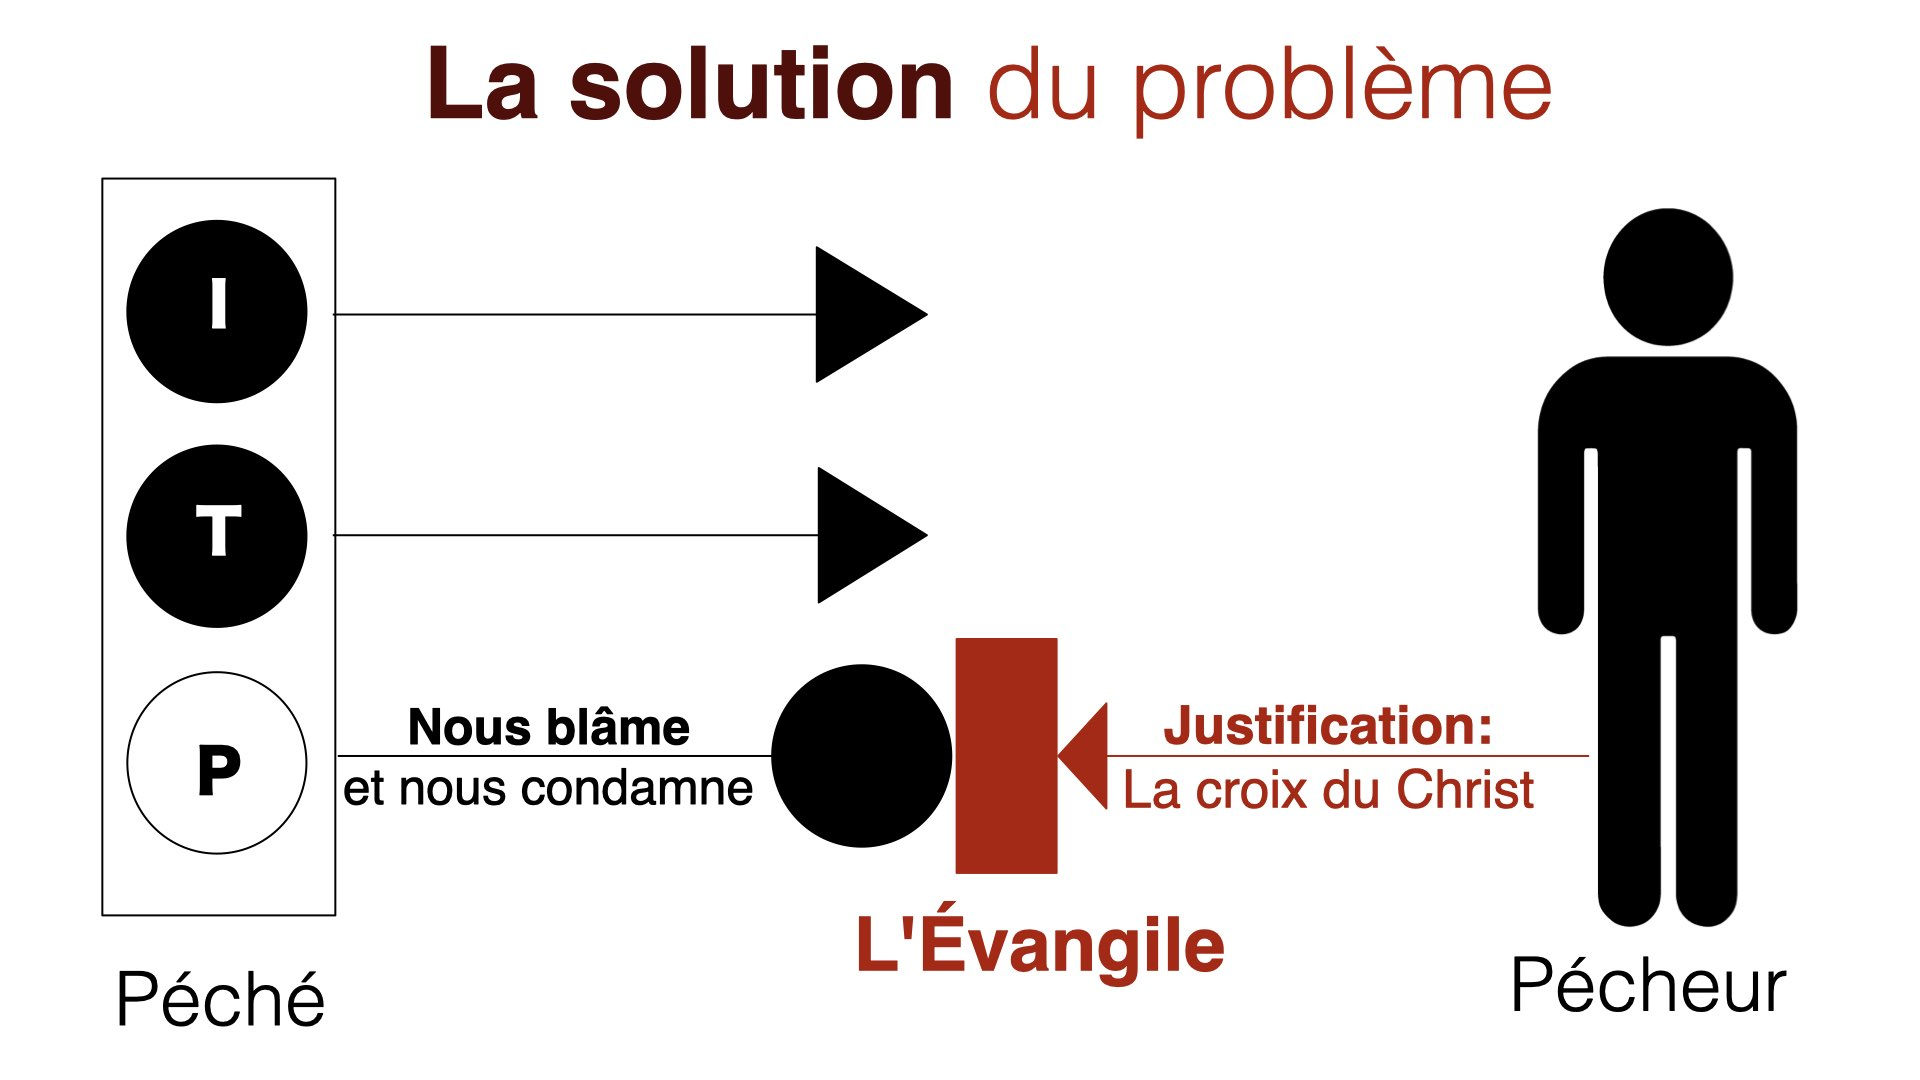 La solution du problème
I
T
P
Nous blâme
et nous condamne
Justification:
La croix du Christ
L'Évangile
Péché
Pécheur